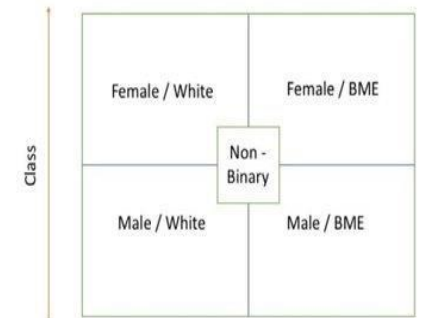 Female / White
Female / BME
Class
Non -
Binary
Male / White
Male / BME